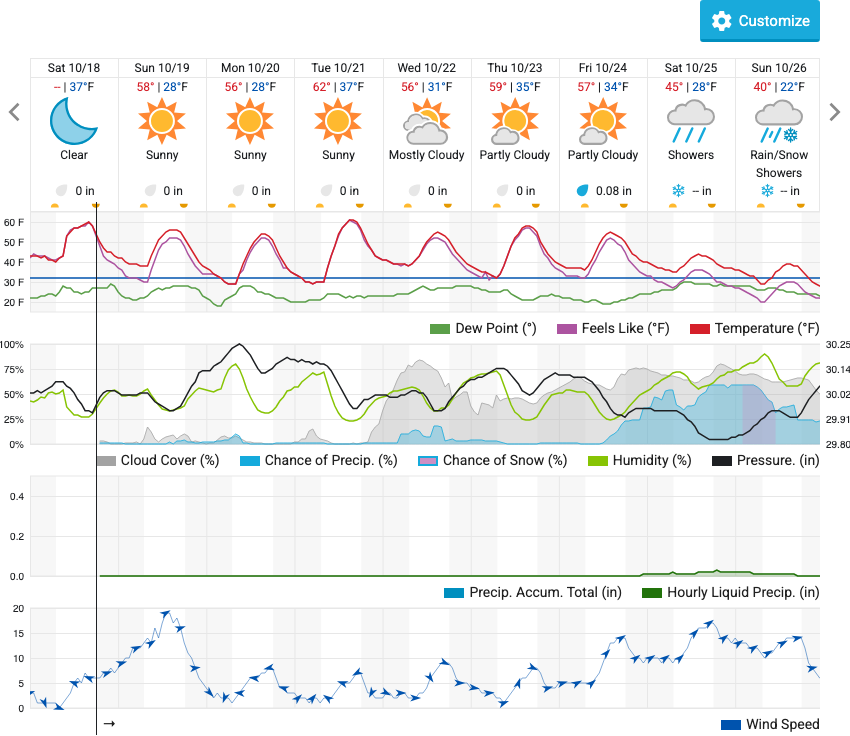 Customize
Sat 10/18 Sun 10/19 Mon 10/20 Tue 10/21 Wed 10/22 Thu 10/23 Fri 10/24 Sat 10/25 Sun 10/26
-- | 37°F 58° | 28°F 56° | 28°F 62° | 37°F 56° | 31°F 59° | 35°F 57° | 34°F 45° | 28°F 40° | 22°F
Clear Sunny Sunny Sunny Mostly Cloudy Partly Cloudy Partly Cloudy Showers Rain/Snow
Showers
0 in 0 in 0 in 0 in 0 in 0 in 0.08 in -- in -- in
60 F
50 F
40 F
30 F
20 F
Dew Point (°) Feels Like (°F) Temperature (°F)
100% 30.25
75% 30.14
50% 30.02
25% 29.91
0% 29.80
Cloud Cover (%) Chance of Precip. (%) Chance of Snow (%) Humidity (%) Pressure. (in)
0.4
0.2
0.0
Precip. Accum. Total (in) Hourly Liquid Precip. (in)
20
15
10
5
0
→
Wind Speed